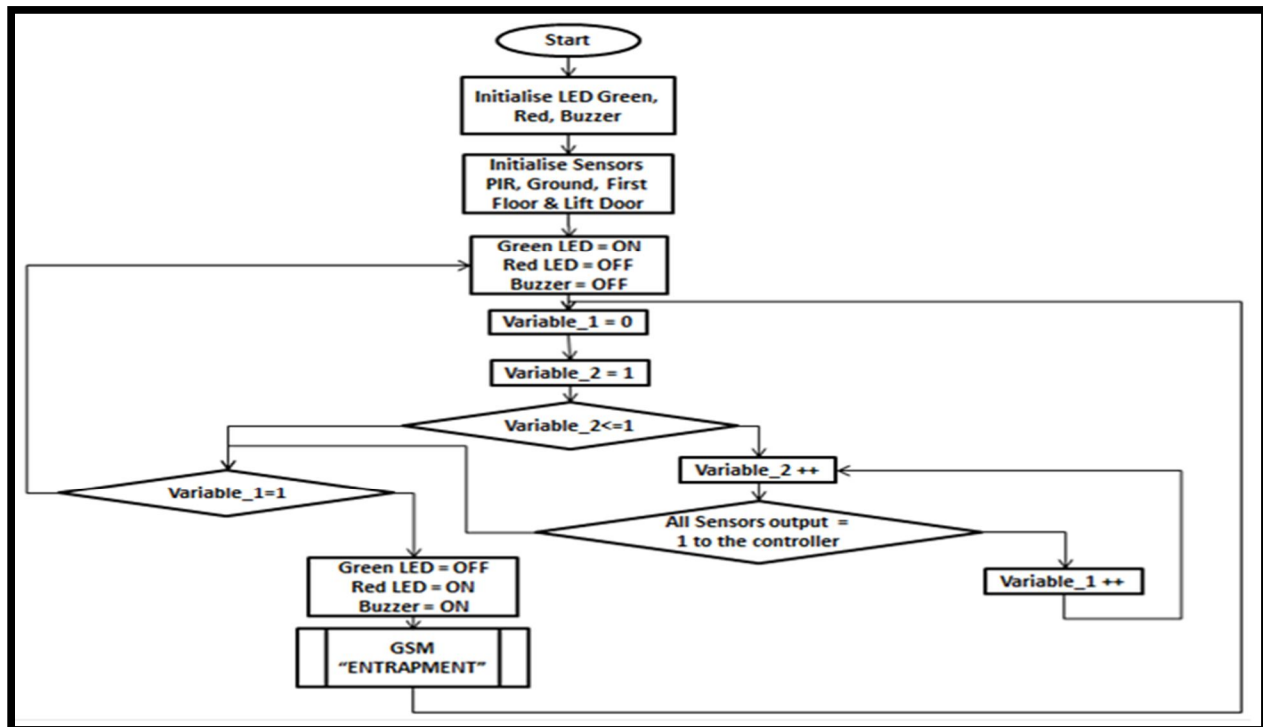 Start
Initialise LED Green,
Red, Buzzer
Initialise Sensors
PIR, Ground, First
Floor & Lift Door
Green LED = ON
Red LED = OFF
Buzzer = OFF
Variable_1 = 0
Variable_2 = 1
Variable_2<=1
Variable_2 ++
Variable_1=1
All Sensors output =
1 to the controller
Variable_1 ++
Green LED = OFF
Red LED = ON
Buzzer = ON
GSM
“ENTRAPMENT”